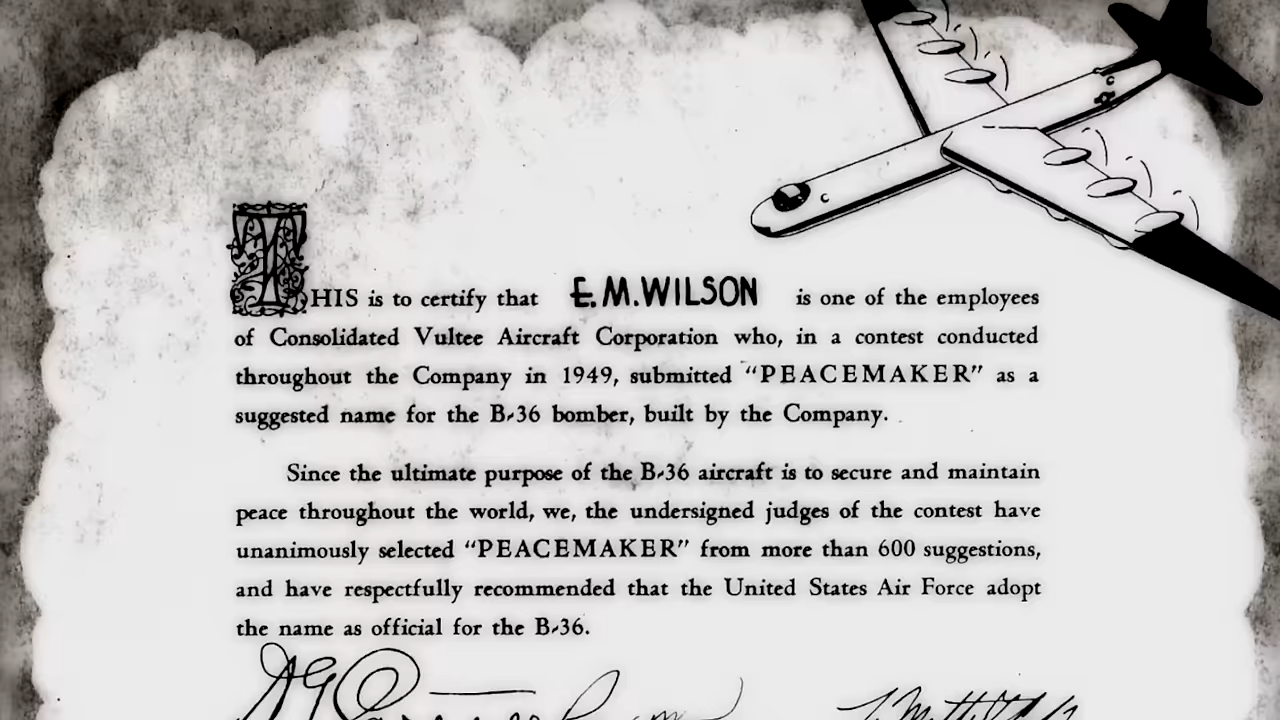 THIS is to certify that E.M.WILSON is one of the employees
of Consolidated Vultee Aircraft Corporation who, in a contest conducted
throughout the Company in 1949, submitted “PEACEMAKER” as a
suggested name for the B-36 bomber, built by the Company.
Since the ultimate purpose of the B-36 aircraft is to secure and maintain
peace throughout the world, we, the undersigned judges of the contest have
unanimously selected “PEACEMAKER” from more than 600 suggestions,
and have respectfully recommended that the United States Air Force adopt
the name as official for the B-36.